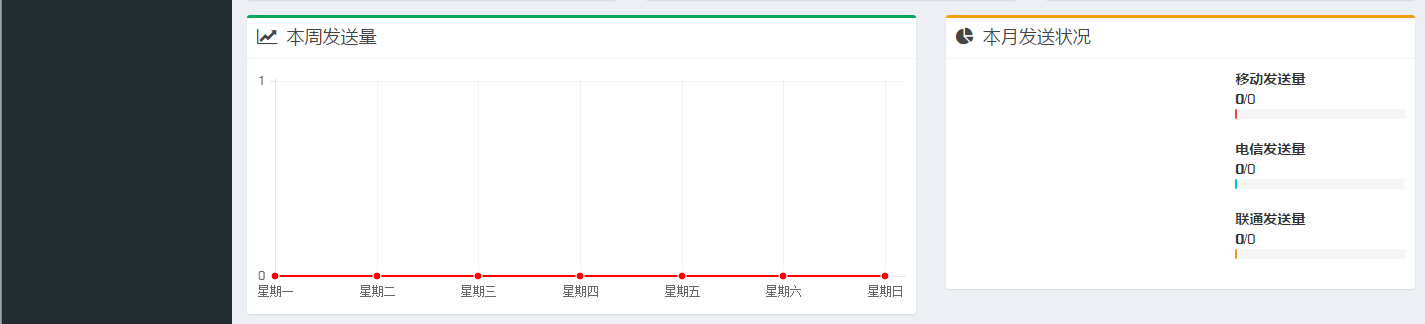 本周发送量
1
0
星期一 星期二 星期三 星期四 星期五 星期六 星期日
本月发送状况
移动发送量
0/0
电信发送量
0/0
联通发送量
0/0